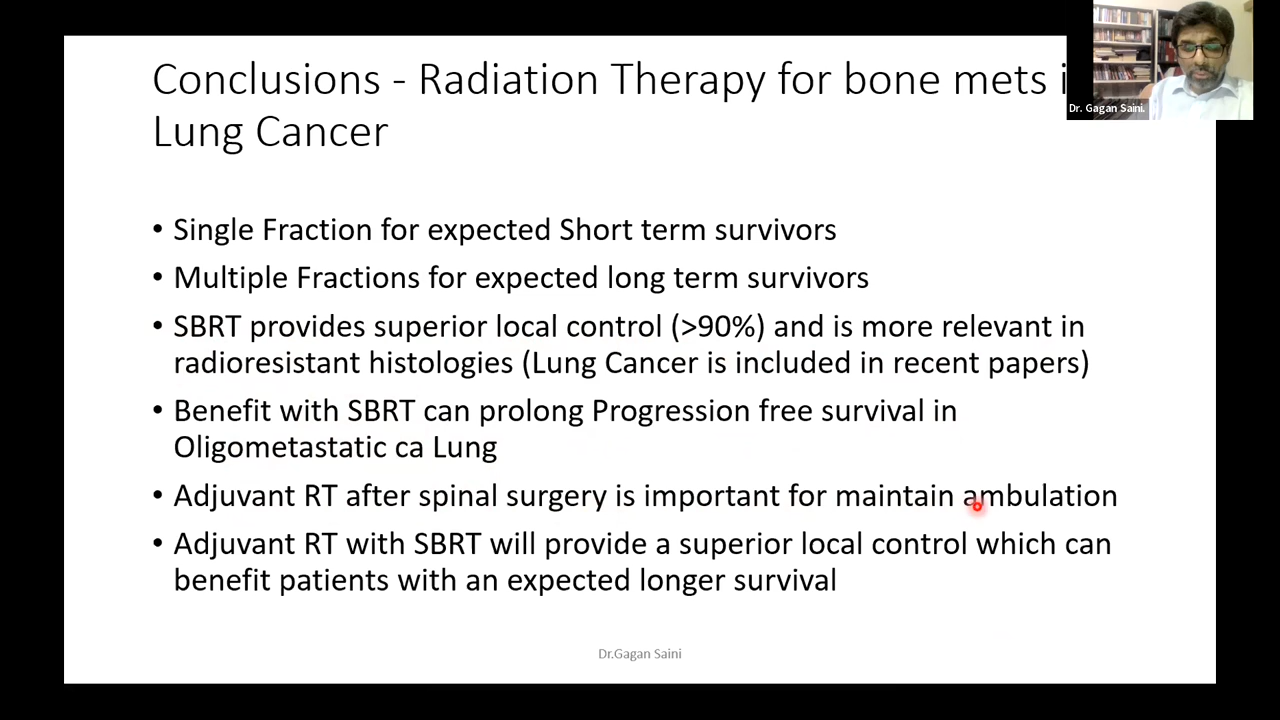 Conclusions - Radiation Therapy for bone mets
Lung Cancer
Dr. Gagan Saini.
• Single Fraction for expected Short term survivors
• Multiple Fractions for expected long term survivors
• SBRT provides superior local control (>90%) and is more relevant in
radioresistant histologies (Lung Cancer is included in recent papers)
• Benefit with SBRT can prolong Progression free survival in
Oligometastatic ca Lung
• Adjuvant RT after spinal surgery is important for maintain ambulation
• Adjuvant RT with SBRT will provide a superior local control which can
benefit patients with an expected longer survival
Dr.Gagan Saini